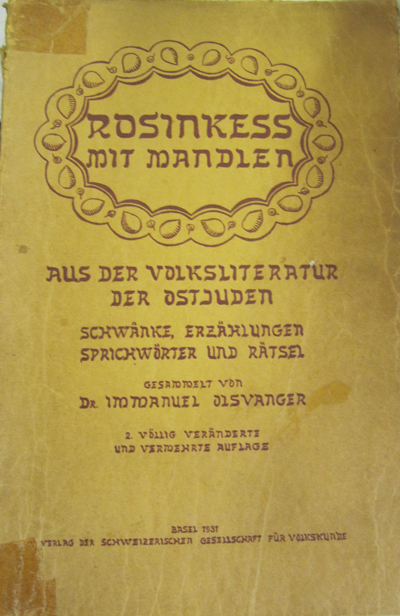 ROSINKESS
MIT MANDLEN
AUS DER VOLKSLITERATUR
DER OSTJUDEN
SCHWÄNKE, ERZÄHLUNGEN
SPRICHWÖRTER UND RÄTSEL
GESAMMELT VON
DR. IMMANUEL OLSVANGER
2. VÖLLIG VERÄNDERTE
UND VERMEHRTE AUFLAGE
BASEL 1931
VERLAG DER SCHWEIZERISCHEN GESELLSCHAFT FÜR VOLKSKUNDE